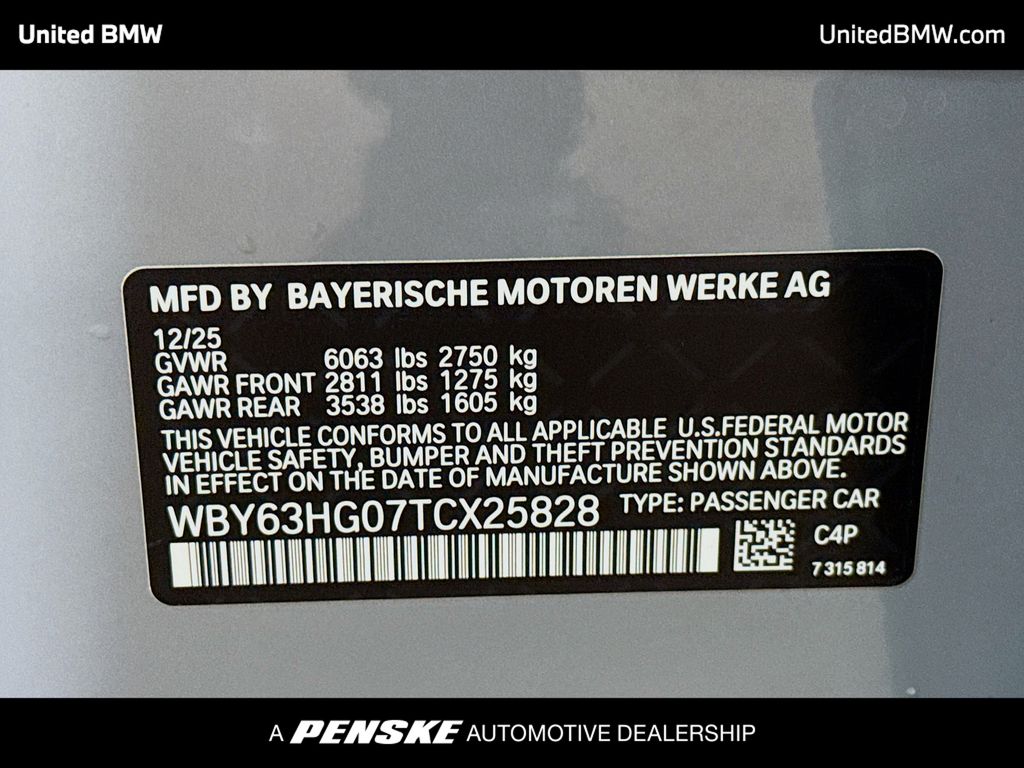 United BMW
UnitedBMW.com
MFD BY BAYERISCHE MOTOREN WERKE AG
12/25
GVWR 6063 lbs 2750 kg
GAWR FRONT 2811 lbs 1275 kg
GAWR REAR 3538 lbs 1605 kg
THIS VEHICLE CONFORMS TO ALL APPLICABLE U.S.FEDERAL MOTOR
VEHICLE SAFETY, BUMPER AND THEFT PREVENTION STANDARDS
IN EFFECT ON THE DATE OF MANUFACTURE SHOWN ABOVE.
WBY63HG07TCX25828 TYPE: PASSENGER CAR
C4P
7 315 814
A PENSKE AUTOMOTIVE DEALERSHIP